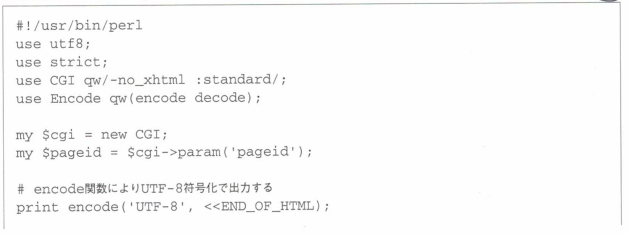 #!/usr/bin/perl
use utf8;
use strict;
use CGI qw/-no_xhtml :standard/;
use Encode qw(encode decode);
my $cgi = new CGI;
my $pageid = $cgi->param('pageid');
# encode関数によりUTF-8符号化で出力する
print encode('UTF-8', <<END_OF_HTML);